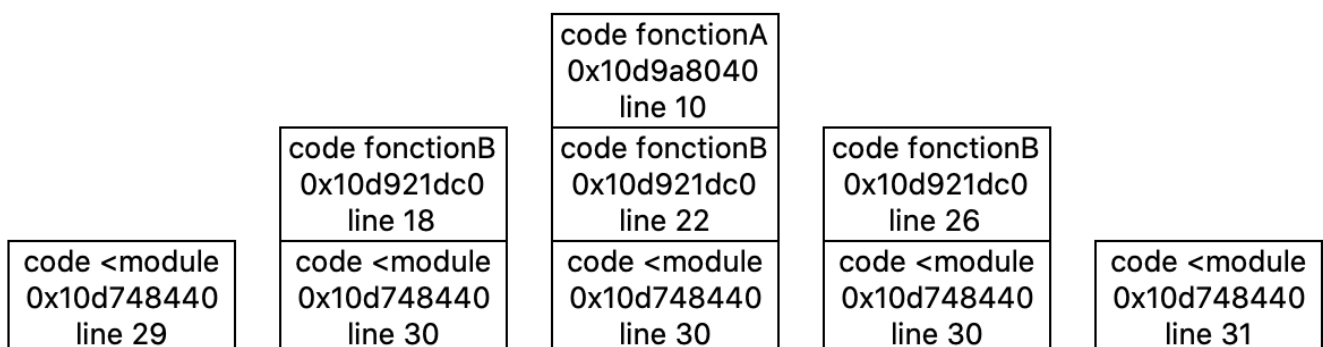 code fonctionA
0x10d9a8040
line 10
code fonctionB
0x10d921dc0
line 18
code fonctionB
0x10d921dc0
line 22
code fonctionB
0x10d921dc0
line 26
code <module
0x10d748440
line 29
code <module
0x10d748440
line 30
code <module
0x10d748440
line 30
code <module
0x10d748440
line 30
code <module
0x10d748440
line 31